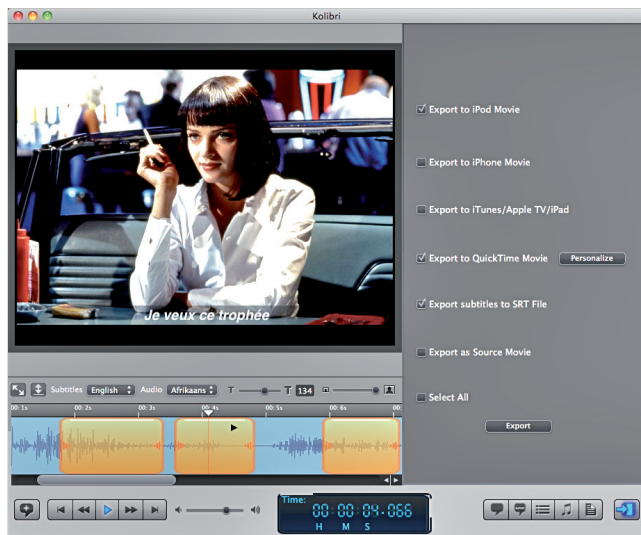 Kolibri
Je veux ce trophée
Export to iPod Movie
Export to iPhone Movie
Export to iTunes/Apple TV/iPad
Export to QuickTime Movie Personalize
Export subtitles to SRT File
Export as Source Movie
Select All
Export
Subtitles English Audio Afrikaans T T 134
00: 1s 00: 2s 00: 3s 00: 4s 00: 5s 00: 6s 00:
Time:
00:00:04.066
H M S